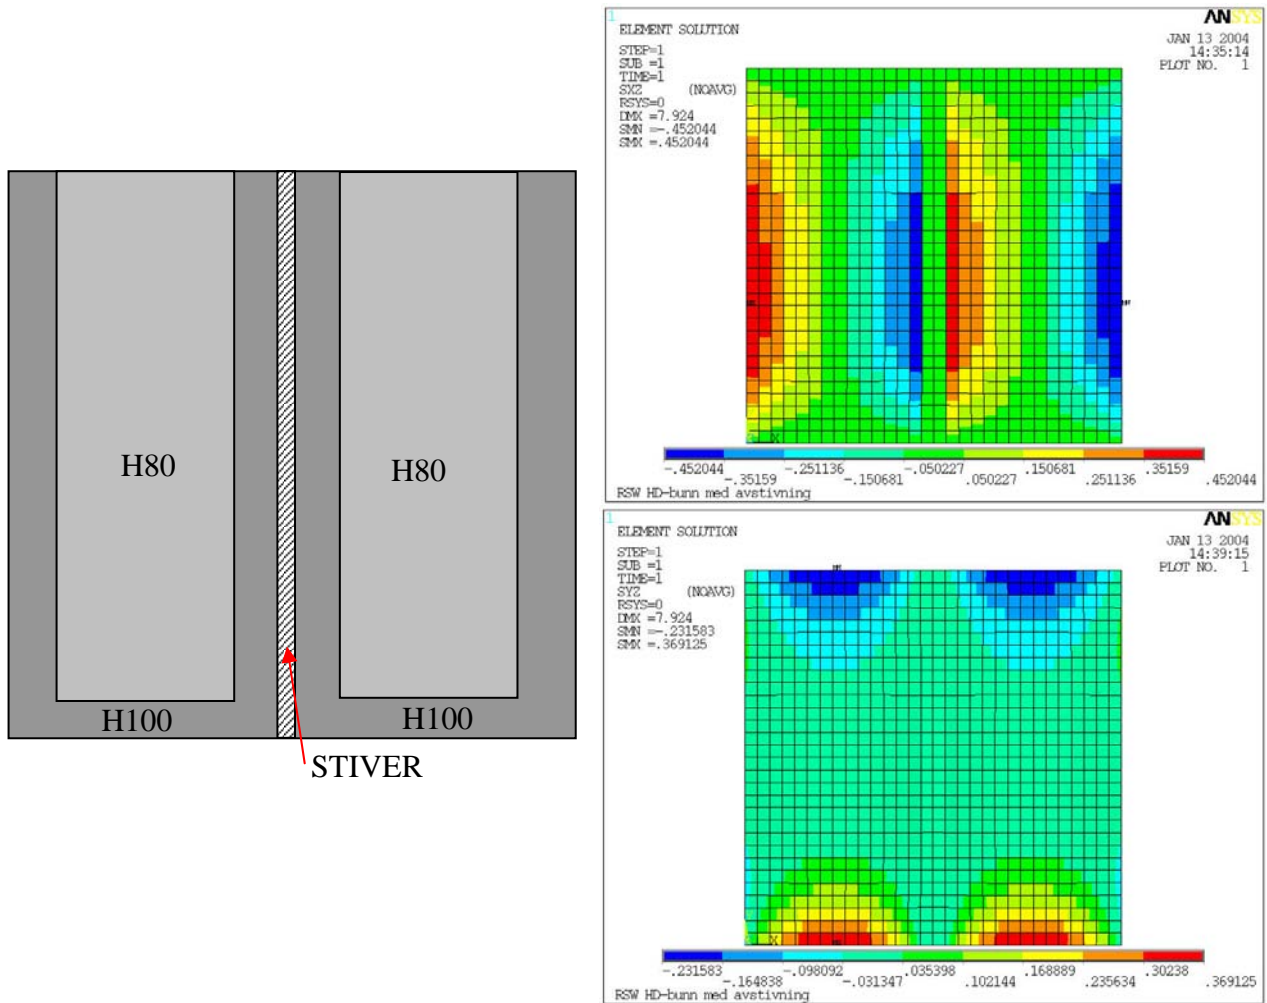 H80
H80
H100
H100
STIVER
1
ANSYS
ELEMENT SOLUTION
JAN 13 2004
14:35:14
PLOT NO. 1
STEP=1
SUB =1
TIME=1
SXZ (NOAVG)
RSYS=0
DMX =7.924
SMN =-.452044
SMX =.452044
X
-.452044 -.251136 -.050227 .150681 .35159
-.35159 -.150681 .050227 .251136 .452044
RSW HD-bunn med avstivning
1
ANSYS
ELEMENT SOLUTION
JAN 13 2004
14:39:15
PLOT NO. 1
STEP=1
SUB =1
TIME=1
SYZ (NOAVG)
RSYS=0
DMX =7.924
SMN =-.231583
SMX =.369125
X
-.231583 -.098092 .035398 .168889 .30238
-.164838 -.031347 .102144 .235634 .369125
RSW HD-bunn med avstivning